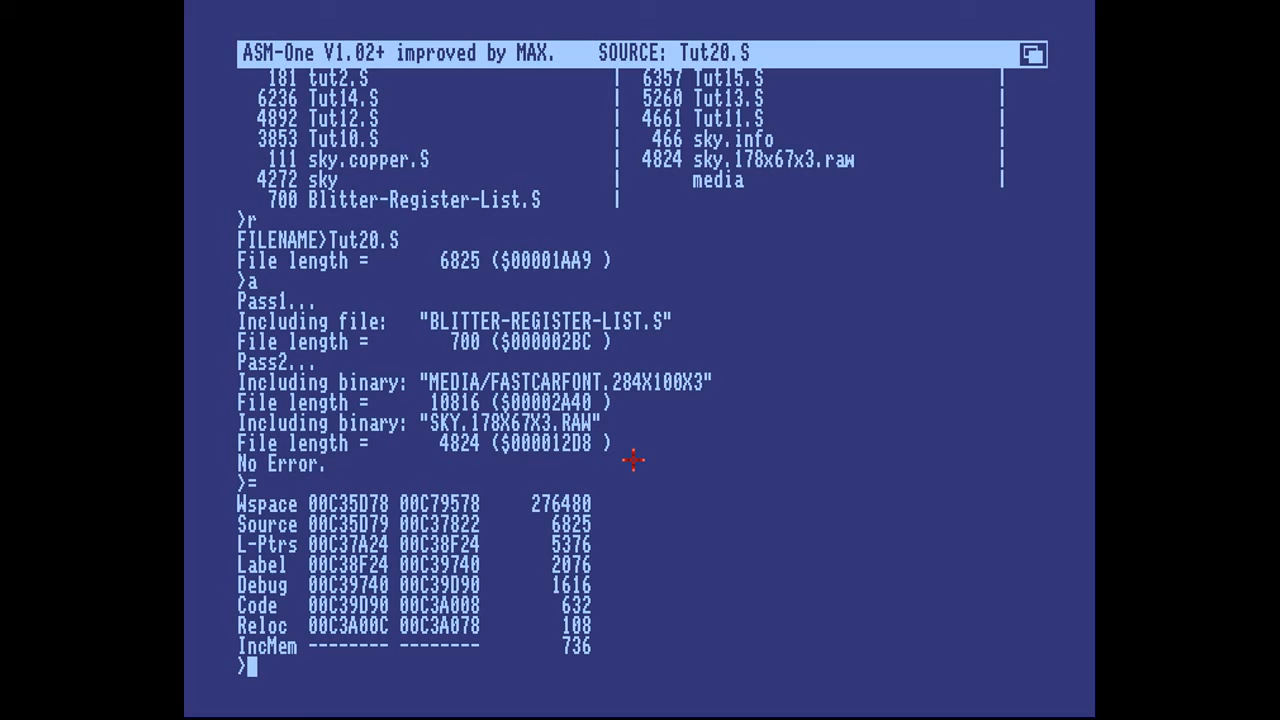 ASM-One V1.02+ improved by MAX.    SOURCE: Tut20.S
181 tut2.S | 6357 Tut15.S |
6236 Tut14.S | 5260 Tut13.S |
4892 Tut12.S | 4661 Tut11.S |
3853 Tut10.S | 466 sky.info |
111 sky.copper.S | 4824 sky.178x67x3.raw |
4272 sky | media |
700 Blitter-Register-List.S |
>r
FILENAME>Tut20.S
File length =       6825 ($00001AA9 )
>a
Pass1...
Including file:   "BLITTER-REGISTER-LIST.S"
File length =        700 ($000002BC )
Pass2...
Including binary: "MEDIA/FASTCARFONT.284X100X3"
File length =      10816 ($00002A40 )
Including binary: "SKY.178X67X3.RAW"
File length =       4824 ($000012D8 )
No Error.
>=
Wspace 00C35D78 00C79578     276480
Source 00C35D79 00C37822       6825
L-Ptrs 00C37A24 00C38F24       5376
Label  00C38F24 00C39740       2076
Debug  00C39740 00C39D90       1616
Code   00C39D90 00C3A008        632
Reloc  00C3A00C 00C3A078        108
IncMem -------- --------        736
>